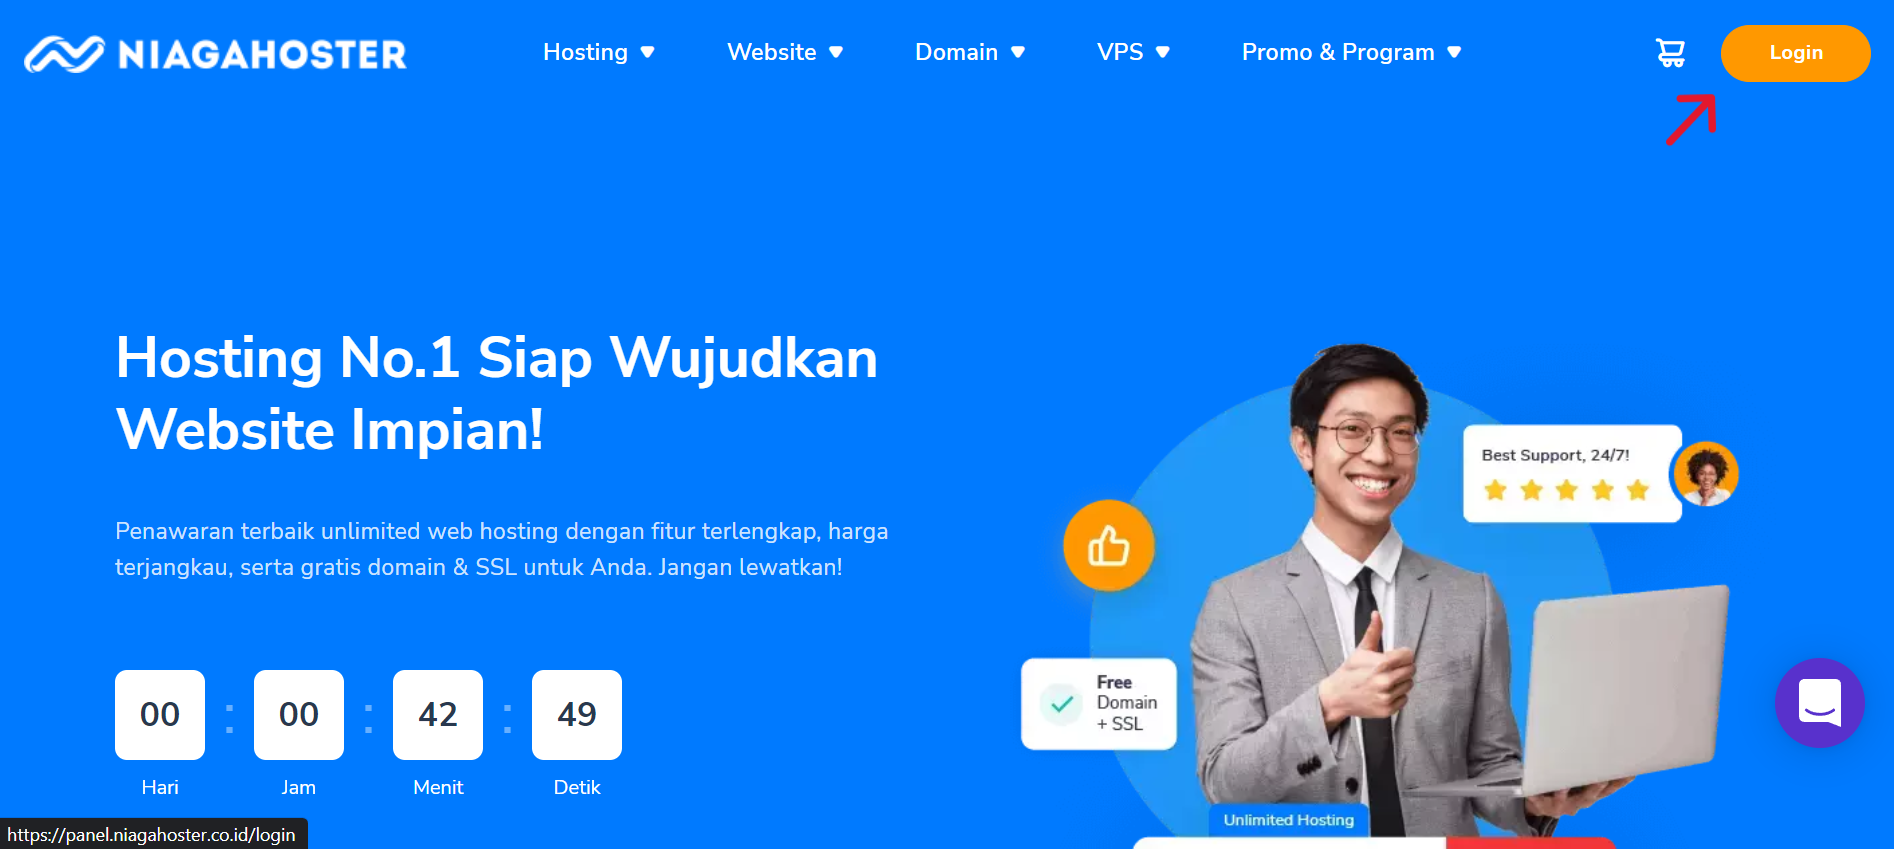 NIAGAHOSTER
Hosting
Website
Domain
VPS
Promo & Program
Login
Hosting No.1 Siap Wujudkan
Website Impian!
Penawaran terbaik unlimited web hosting dengan fitur terlengkap, harga
terjangkau, serta gratis domain & SSL untuk Anda. Jangan lewatkan!
00 : 00 : 42 : 49
Hari Jam Menit Detik
Best Support, 24/7!
Free
Domain
+ SSL
Unlimited Hosting
https://panel.niagahoster.co.id/login